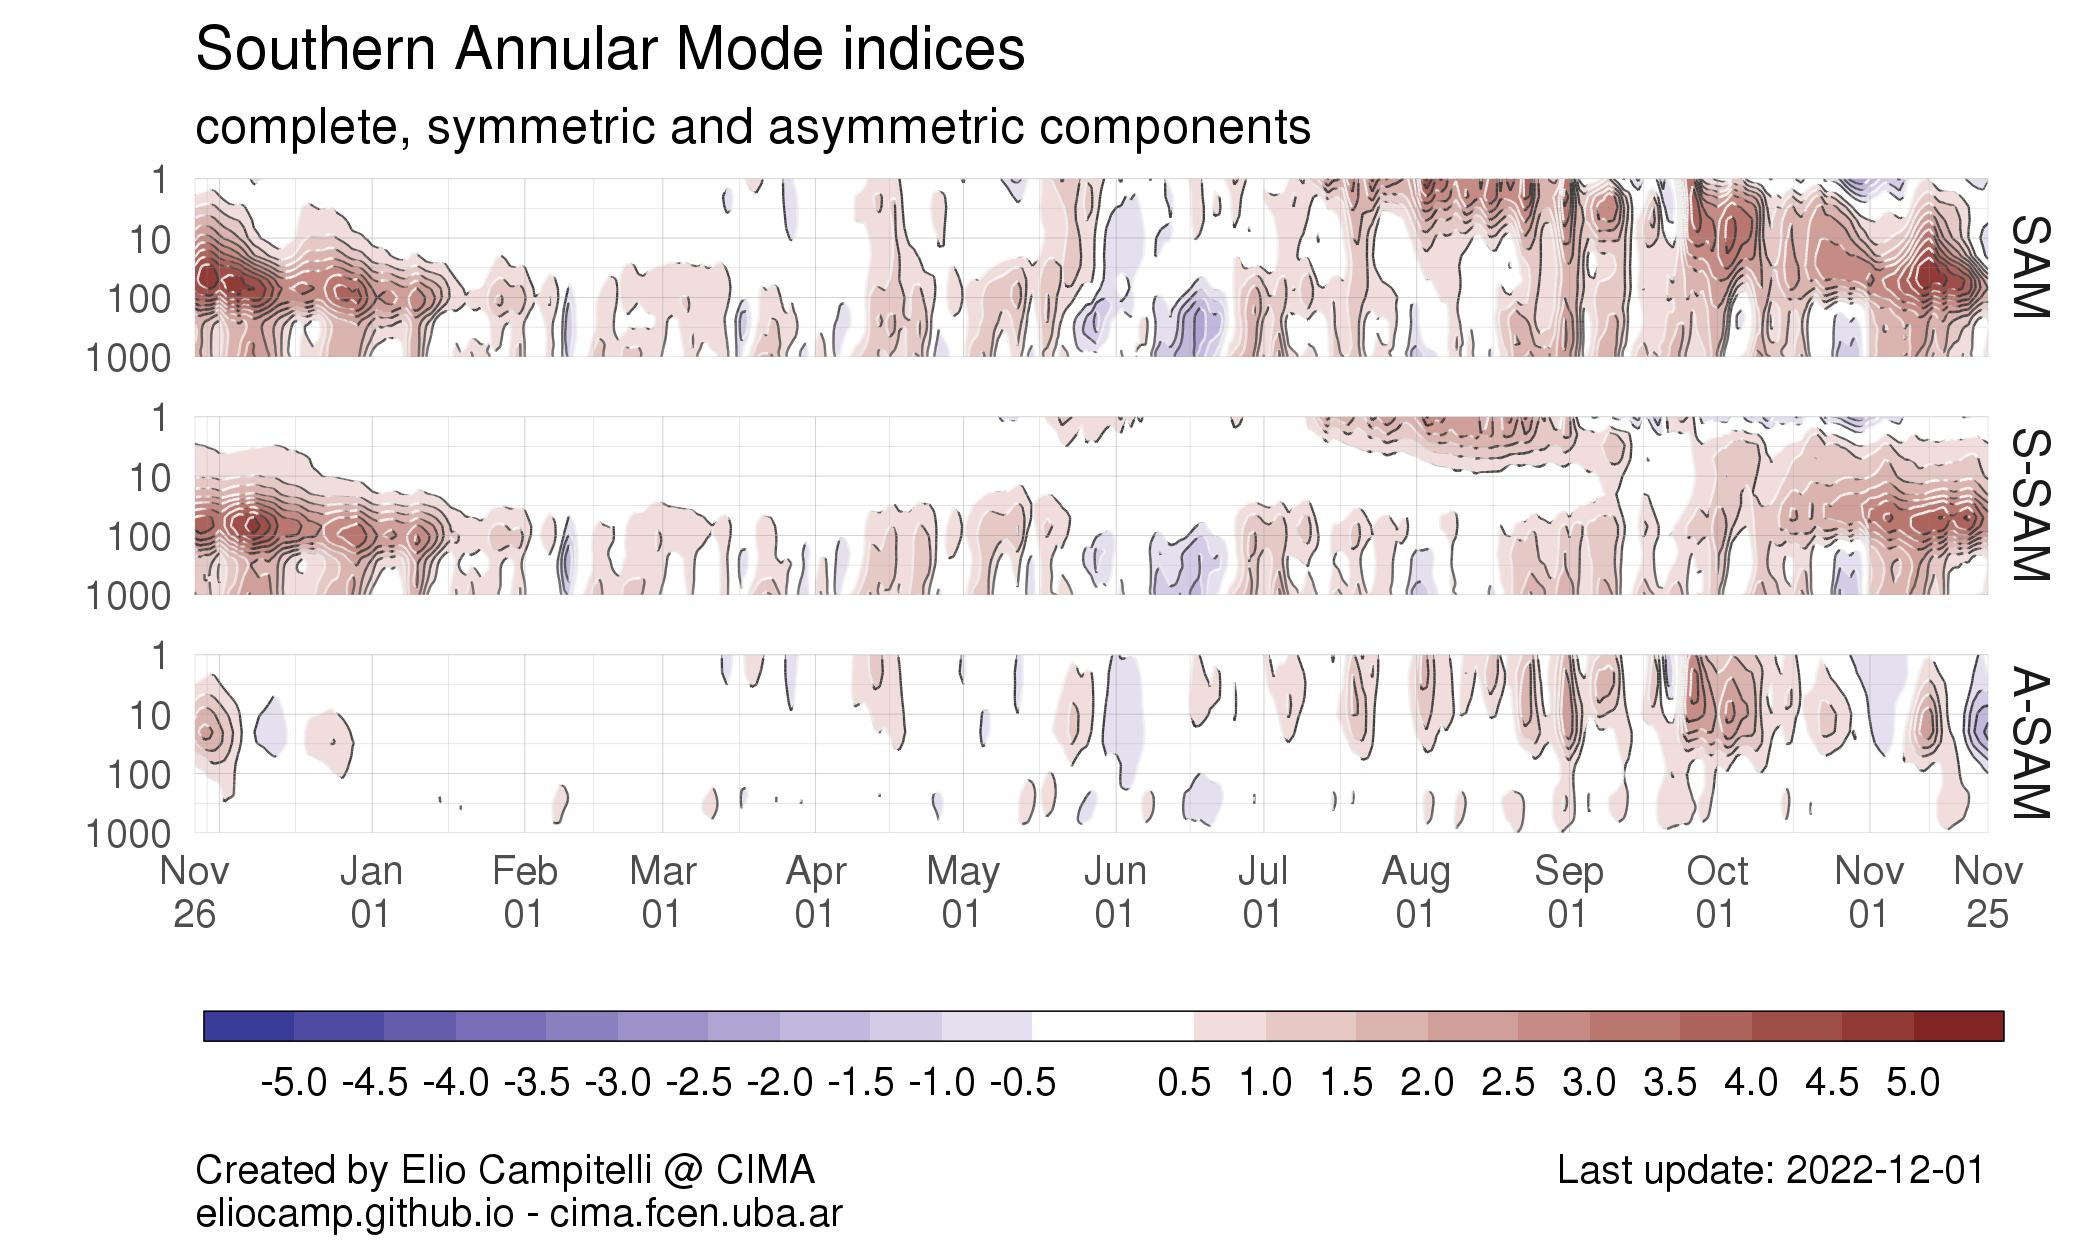 Southern Annular Mode indices
complete, symmetric and asymmetric components
1
10
100
1000
SAM
1
10
100
1000
S-SAM
1
10
100
1000
A-SAM
Nov 26
Jan 01
Feb 01
Mar 01
Apr 01
May 01
Jun 01
Jul 01
Aug 01
Sep 01
Oct 01
Nov 01
Nov 25
-5.0 -4.5 -4.0 -3.5 -3.0 -2.5 -2.0 -1.5 -1.0 -0.5 0.5 1.0 1.5 2.0 2.5 3.0 3.5 4.0 4.5 5.0
Created by Elio Campitelli @ CIMA
eliocamp.github.io - cima.fcen.uba.ar
Last update: 2022-12-01